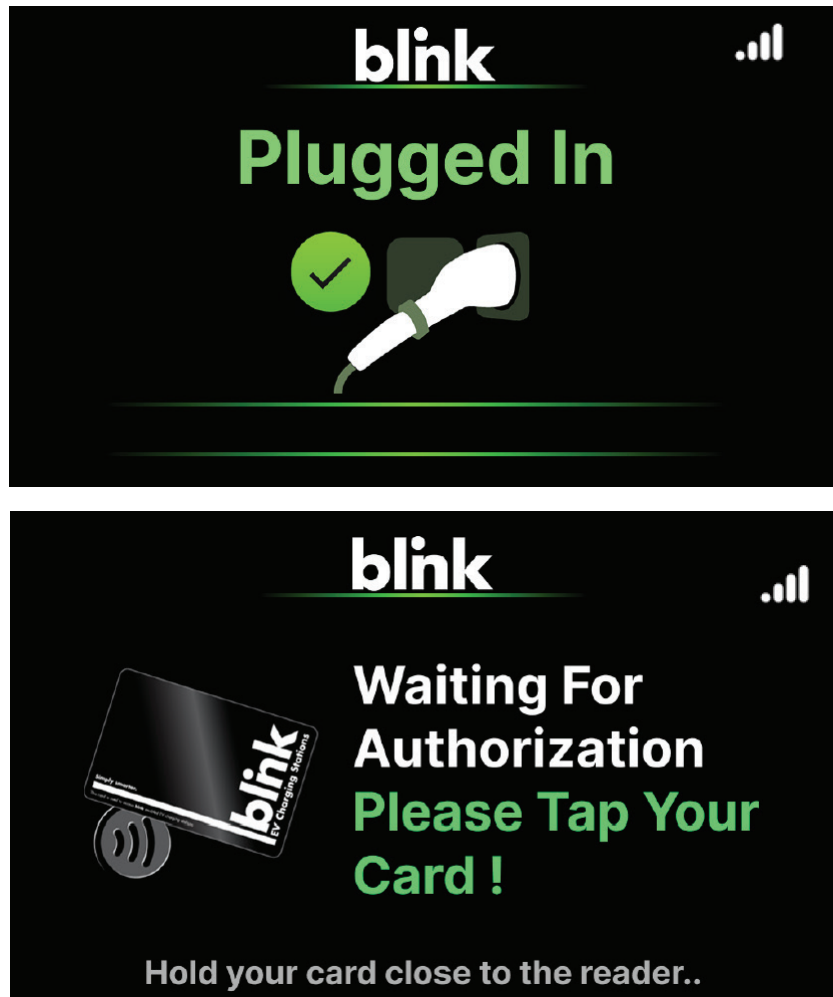 blink
Plugged In
blink
Waiting For
Authorization
Please Tap Your
Card !
Simply smarter.
blink
EV Charging Stations
Hold your card close to the reader..